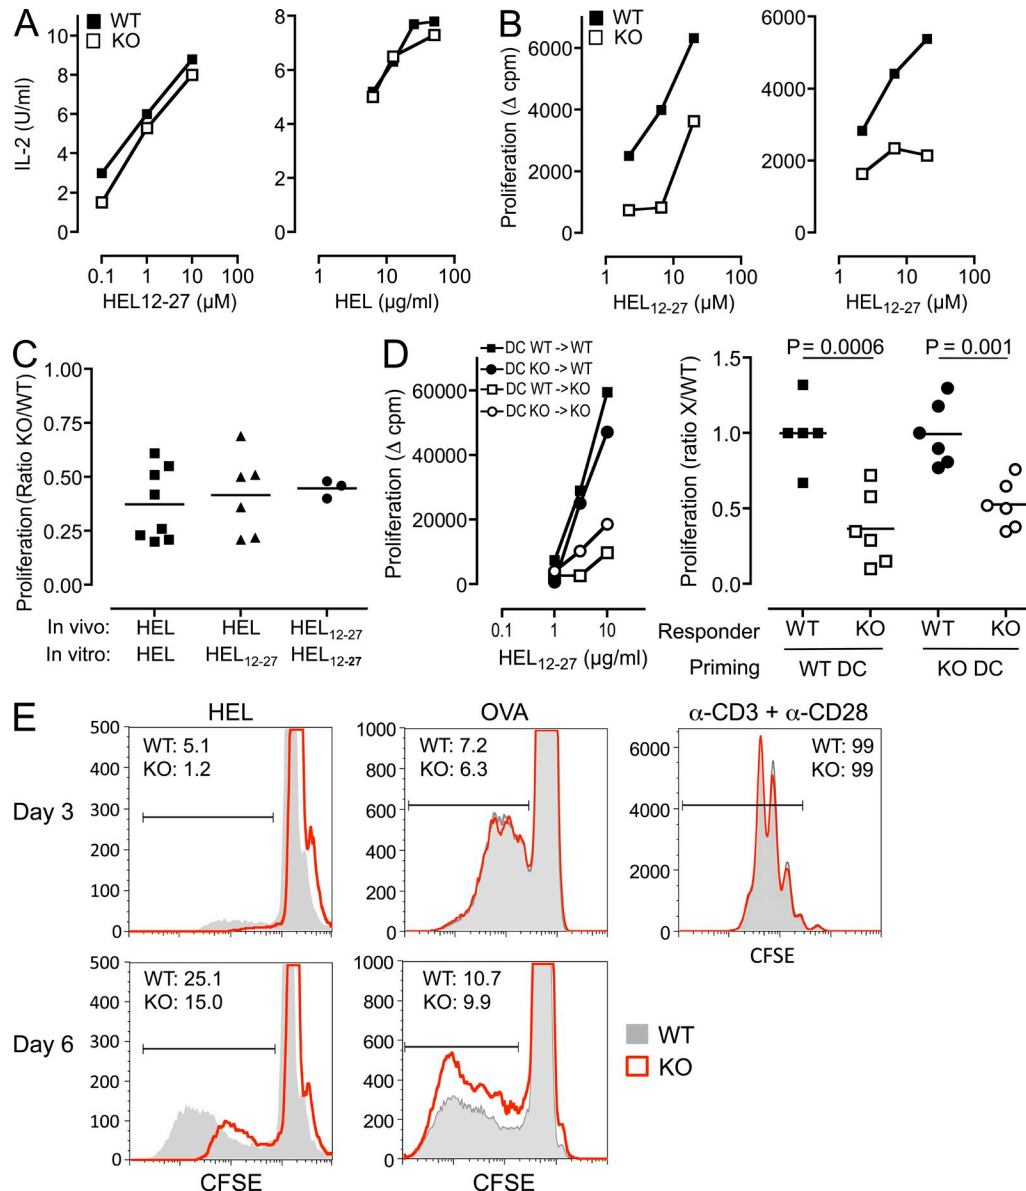 A
WT
KO
IL-2 (U/ml)
10
8
6
4
2
0
0.1 1 10 100
HEL12-27 (µM)
8
6
4
2
0
1 10 100
HEL (µg/ml)
B
WT
KO
Proliferation (Δ cpm)
6000
4000
2000
0
1 10 100
HEL12-27 (µM)
6000
4000
2000
0
1 10 100
HEL12-27 (µM)
C
Proliferation(Ratio KO/WT)
1.00
0.75
0.50
0.25
0.00
In vivo: HEL HEL HEL12-27
In vitro: HEL HEL12-27 HEL12-27
D
DC WT -> WT
DC KO -> WT
DC WT -> KO
DC KO -> KO
Proliferation (Δ cpm)
60000
40000
20000
0
0.1 1 10
HEL12-27 (µg/ml)
P = 0.0006 P = 0.001
Proliferation (ratio X/WT)
1.5
1.0
0.5
0.0
Responder WT KO WT KO
Priming WT DC KO DC
E
HEL OVA α-CD3 + α-CD28
Day 3
500
400
300
200
100
0
WT: 5.1
KO: 1.2
1000
800
600
400
200
0
WT: 7.2
KO: 6.3
6000
4000
2000
0
WT: 99
KO: 99
CFSE
Day 6
500
400
300
200
100
0
WT: 25.1
KO: 15.0
CFSE
1000
800
600
400
200
0
WT: 10.7
KO: 9.9
CFSE
WT
KO